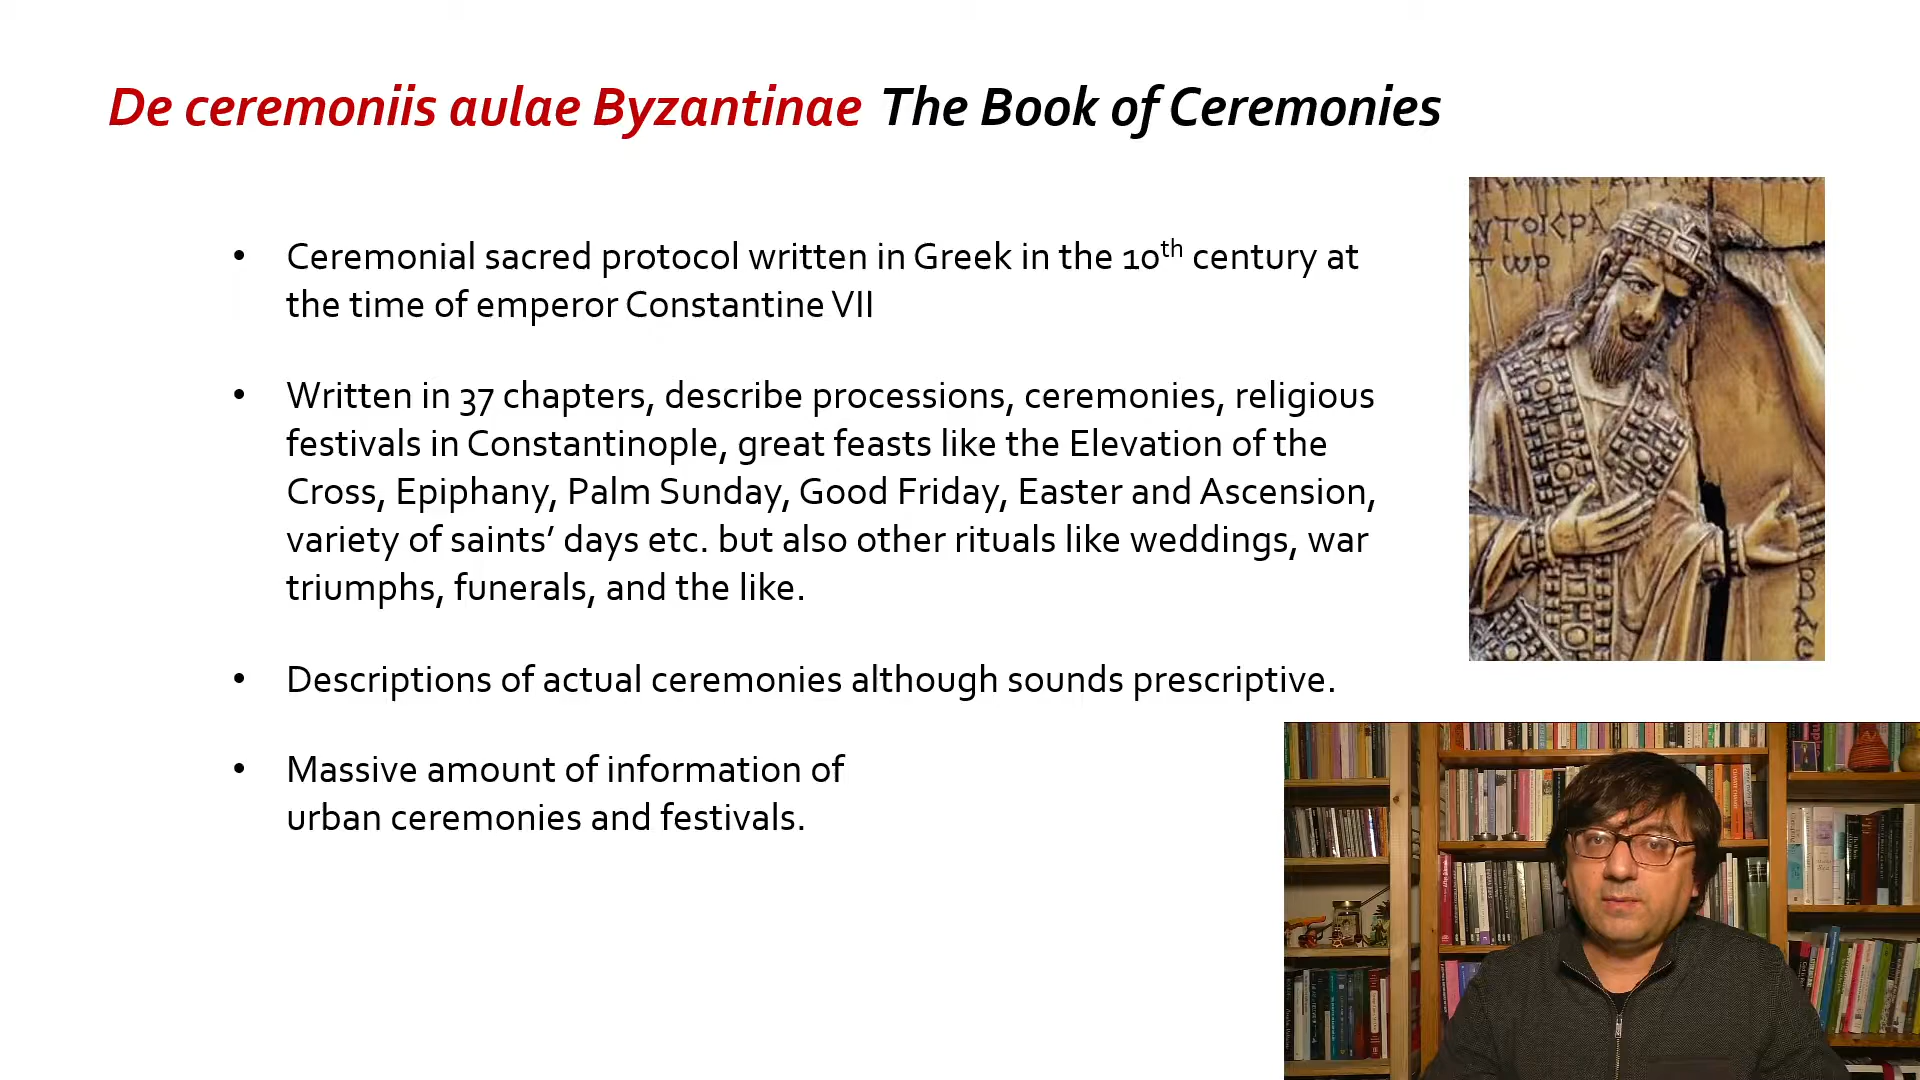 De ceremoniis aulae Byzantinae The Book of Ceremonies
• Ceremonial sacred protocol written in Greek in the 10th century at
the time of emperor Constantine VII
• Written in 37 chapters, describe processions, ceremonies, religious
festivals in Constantinople, great feasts like the Elevation of the
Cross, Epiphany, Palm Sunday, Good Friday, Easter and Ascension,
variety of saints’ days etc. but also other rituals like weddings, war
triumphs, funerals, and the like.
• Descriptions of actual ceremonies although sounds prescriptive.
• Massive amount of information of
urban ceremonies and festivals.
ΤΟΚΡΑ
ΤωΡ
ΒΑC